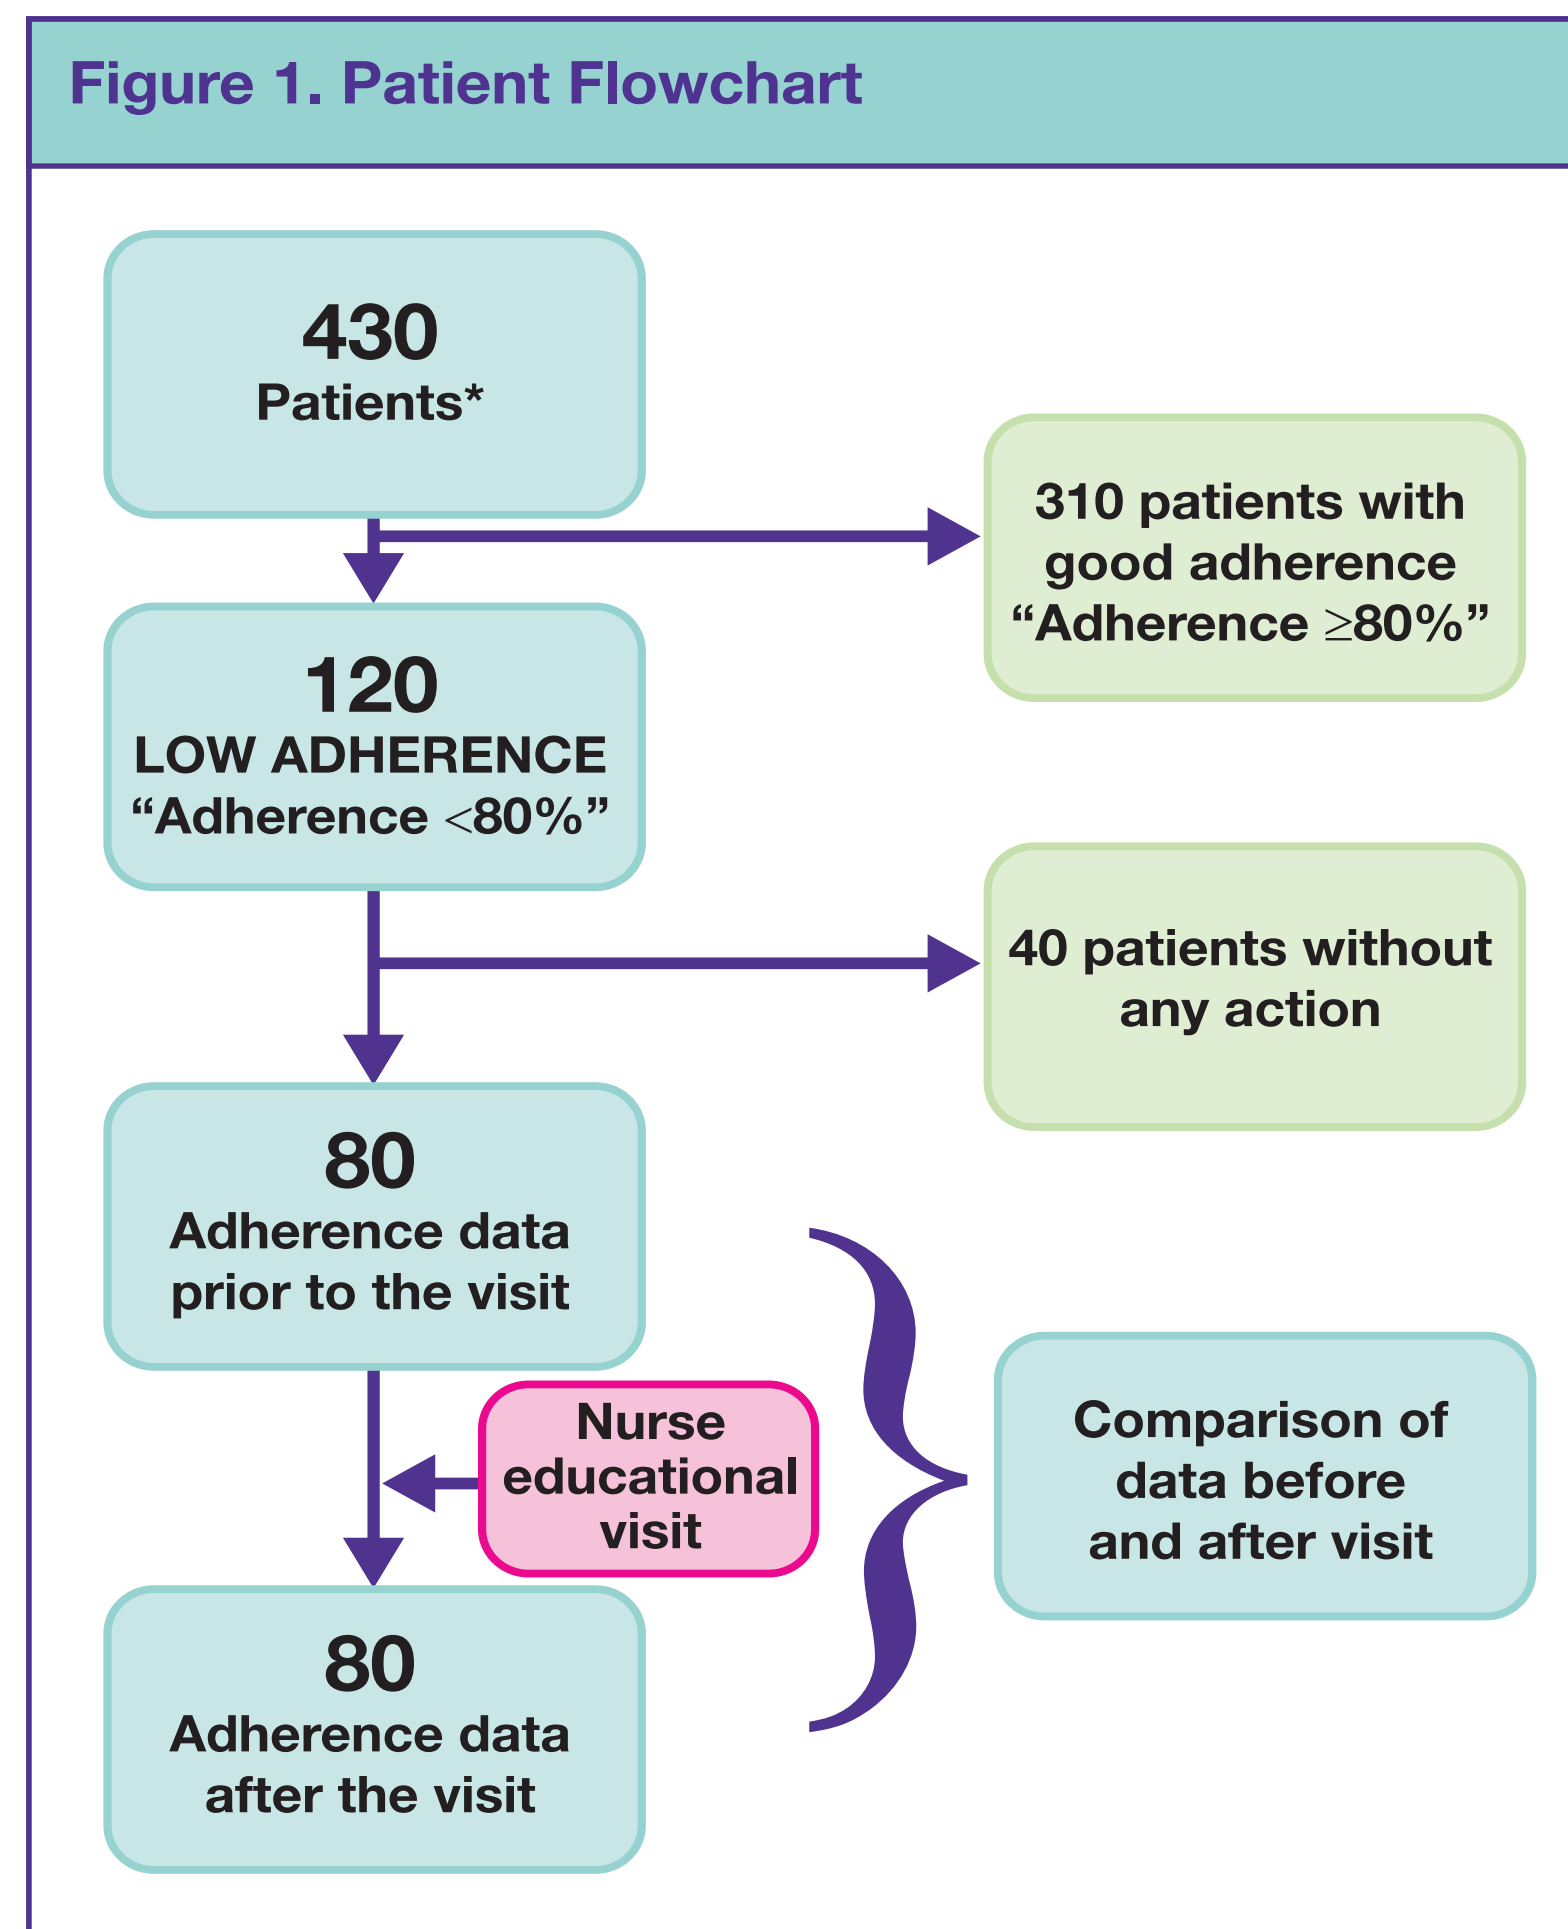 Figure 1. Patient Flowchart
430
Patients*
310 patients with
good adherence
“Adherence ≥80%”
120
LOW ADHERENCE
“Adherence <80%”
40 patients without
any action
80
Adherence data
prior to the visit
Nurse
educational
visit
Comparison of
data before
and after visit
80
Adherence data
after the visit